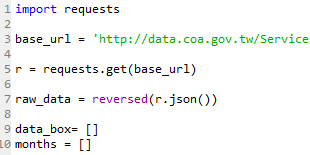 1 import requests
2
3 base_url = 'http://data.coa.gov.tw/Service
4
5 r = requests.get(base_url)
6
7 raw_data = reversed(r.json())
8
9 data_box= []
10 months = []